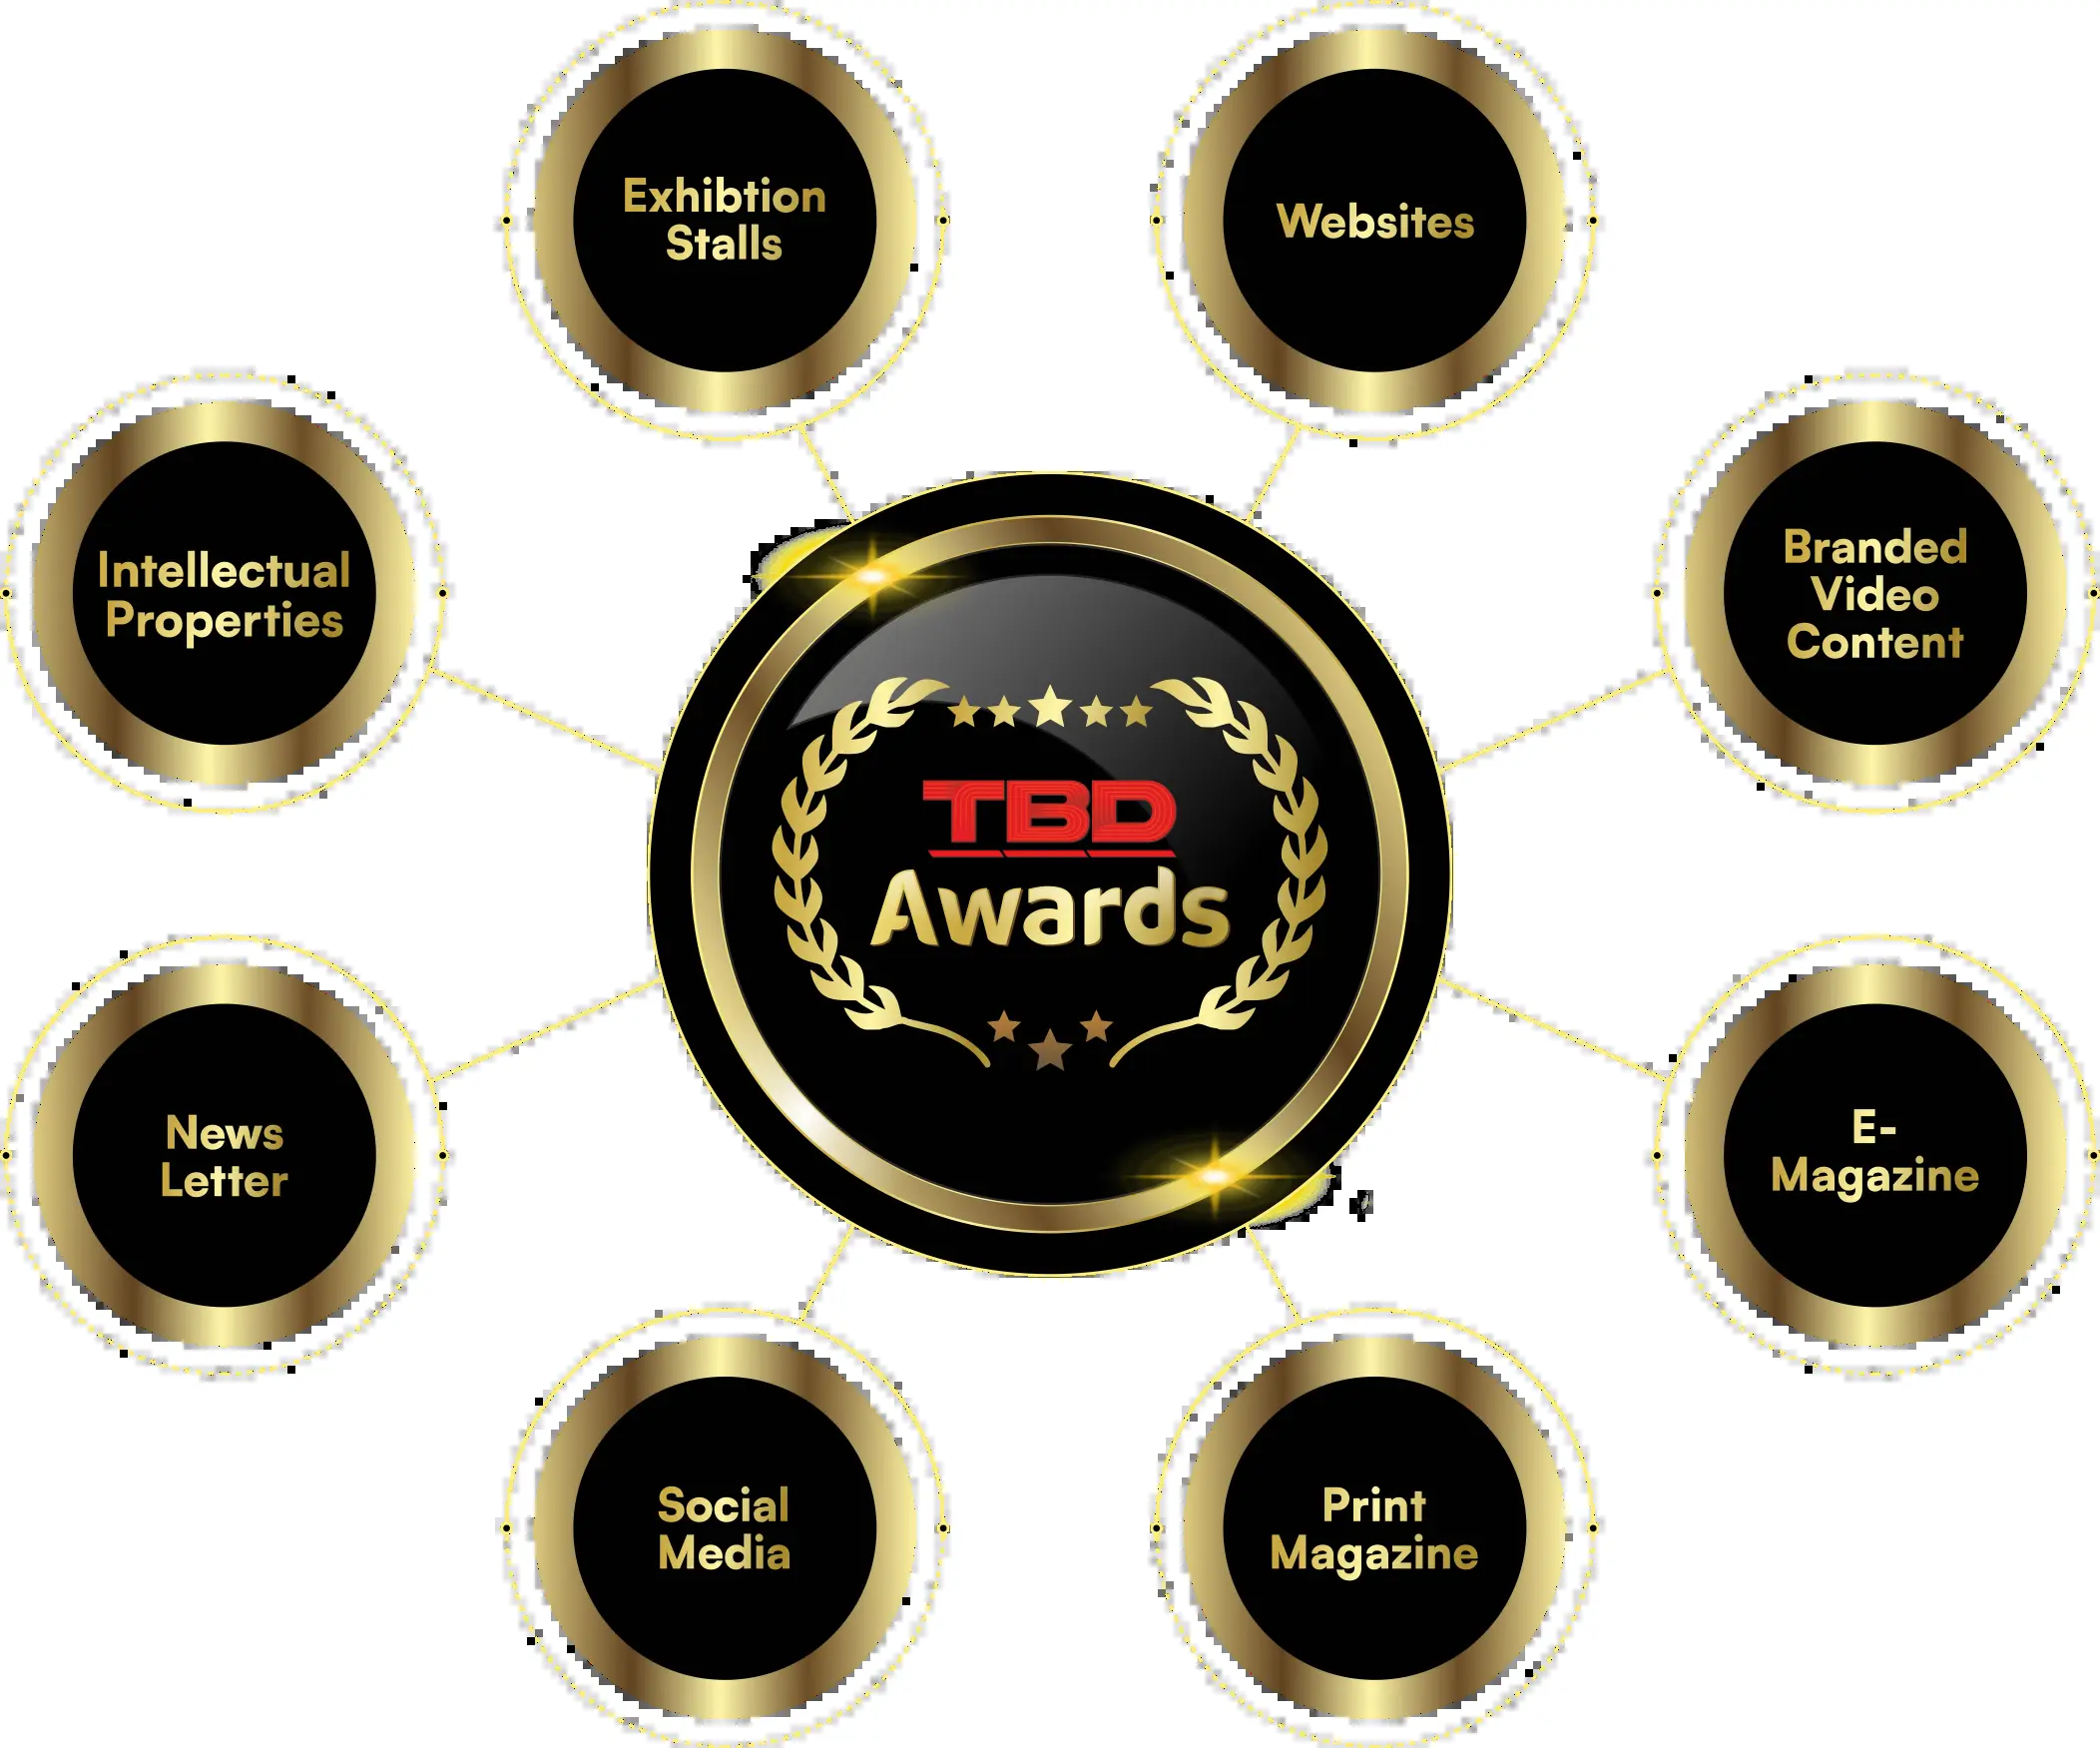 Exhibtion
Stalls
Websites
Intellectual
Properties
Branded
Video
Content
TBD
Awards
News
Letter
E-
Magazine
Social
Media
Print
Magazine